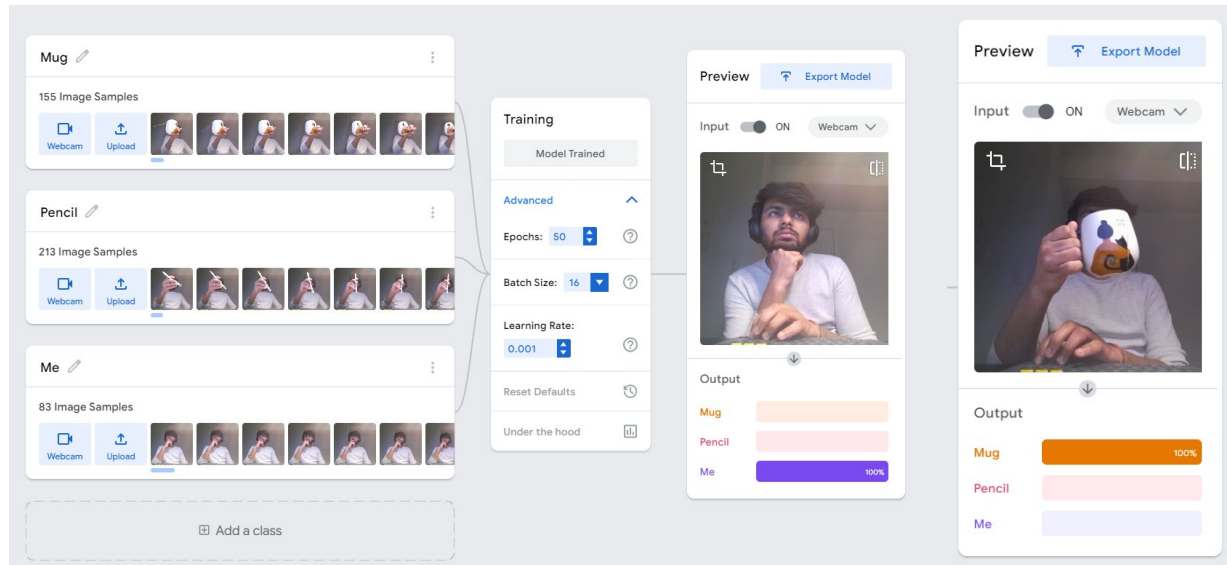 Mug
155 Image Samples
Webcam
Upload
Pencil
213 Image Samples
Webcam
Upload
Me
83 Image Samples
Webcam
Upload
Add a class
Training
Model Trained
Advanced
Epochs: 50
Batch Size: 16
Learning Rate:
0.001
Reset Defaults
Under the hood
Preview
Export Model
Input ON Webcam
Output
Mug
Pencil
Me 100%
Preview
Export Model
Input ON Webcam
Output
Mug 100%
Pencil
Me